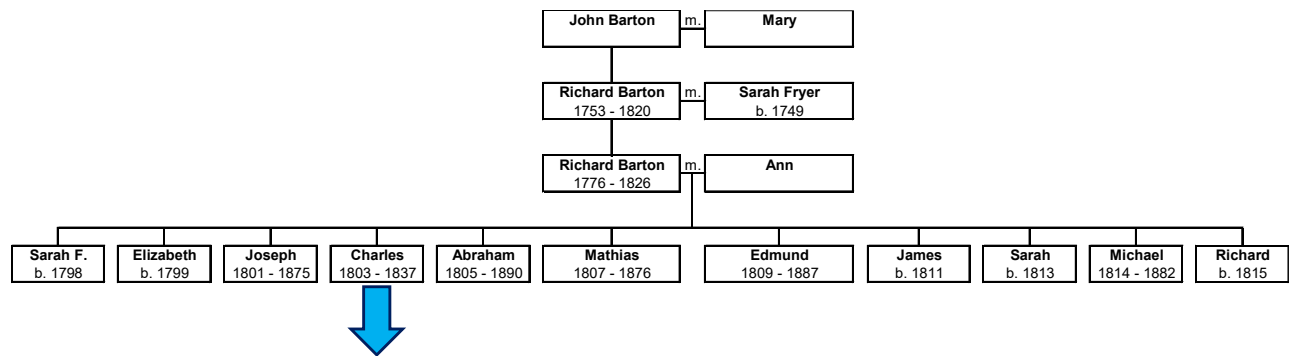 John Barton m. Mary
Richard Barton m. Sarah Fryer
1753 - 1820 b. 1749
Richard Barton m. Ann
1776 - 1826
Sarah F. Elizabeth Joseph Charles Abraham Mathias Edmund James Sarah Michael Richard
b. 1798 b. 1799 1801 - 1875 1803 - 1837 1805 - 1890 1807 - 1876 1809 - 1887 b. 1811 b. 1813 1814 - 1882 b. 1815